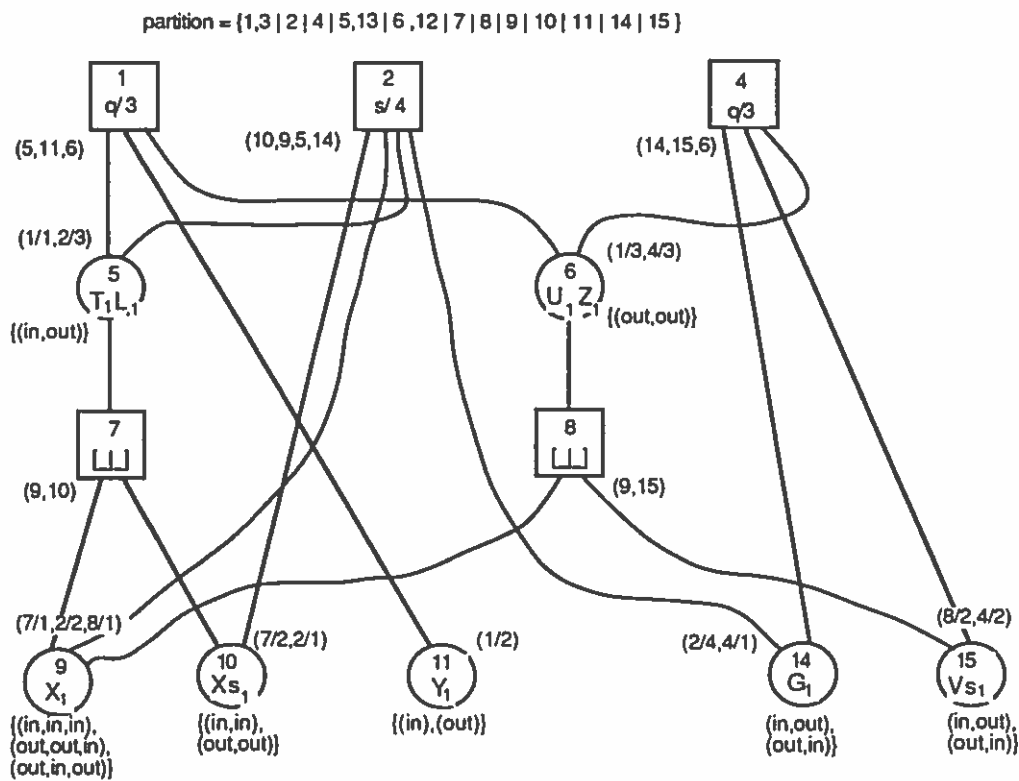 partition = {1,3 | 2 | 4 | 5,13 | 6 ,12 | 7 | 8 | 9 | 10 | 11 | 14 | 15 }
1
q/3
2
s/ 4
4
q/3
(5,11,6)
(10,9,5,14)
(14,15,6)
(1/1,2/3)
(1/3,4/3)
5
T₁L,₁
6
U₁ Z₁
{(in,out)}
{(out,out)}
7
[_|_]
8
[_|_]
(9,10)
(9,15)
(7/1,2/2,8/1)
(7/2,2/1)
(1/2)
(2/4,4/1)
(8/2,4/2)
9
X₁
10
Xs₁
11
Y₁
14
G₁
15
Vs₁
{(in,in,in),
(out,out,in),
(out,in,out)}
{(in,in),
(out,out)}
{(in),(out)}
(in,out),
(out,in)}
(in,out),
(out,in)}